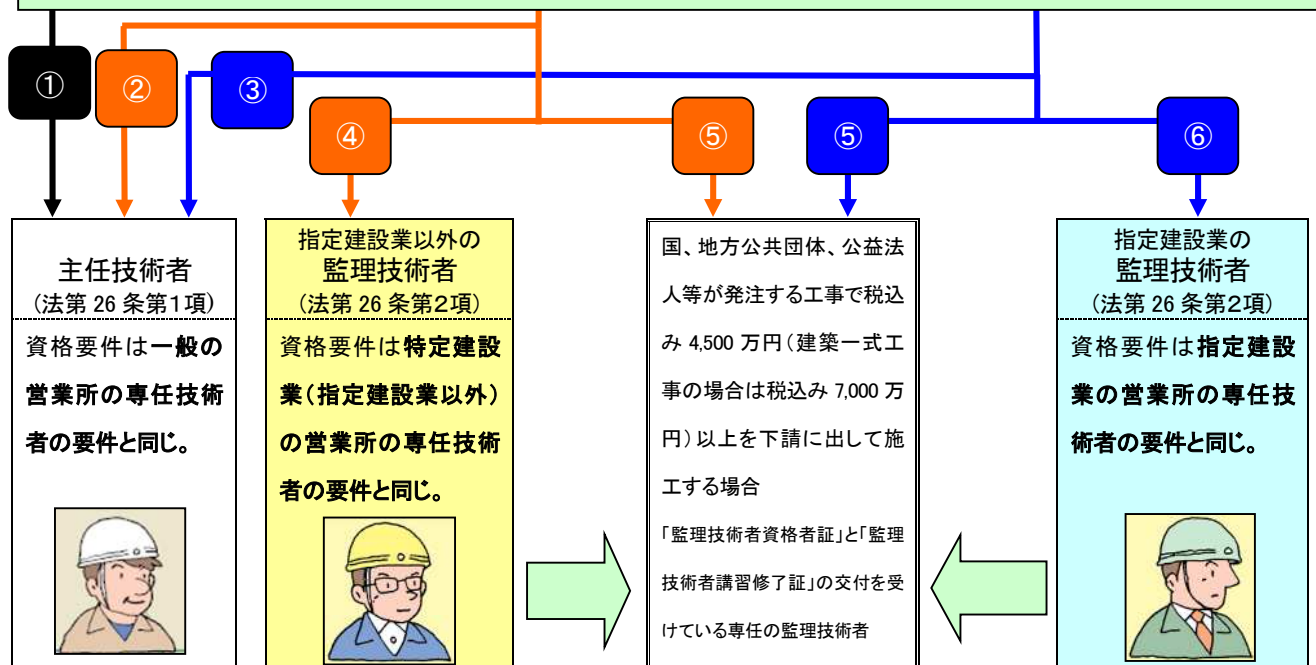 ①
②
③
④
⑤
⑤
⑥
主任技術者
(法第 26 条第1項)
資格要件は一般の
営業所の専任技術
者の要件と同じ。
指定建設業以外の
監理技術者
(法第 26 条第2項)
資格要件は特定建設
業(指定建設業以外)
の営業所の専任技術
者の要件と同じ。
国、地方公共団体、公益法
人等が発注する工事で税込
み 4,500 万円(建築一式工
事の場合は税込み 7,000 万
円)以上を下請に出して施
工する場合
「監理技術者資格者証」と「監理
技術者講習修了証」の交付を受
けている専任の監理技術者
指定建設業の
監理技術者
(法第 26 条第2項)
資格要件は指定建設
業の営業所の専任技
術者の要件と同じ。